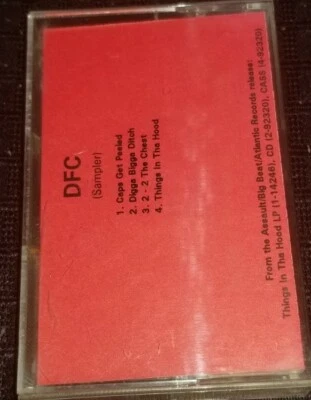 DFC
(Sampler)
1. Caps Get Peeled
2. Digga Bigga Ditch
3. 2 - 2 The Chest
4. Things In The Hood
From the Assault/Big Beat/Atlantic Records release:
Things In The Hood LP (1-14246), CD (2-92320), CASS (4-92320)